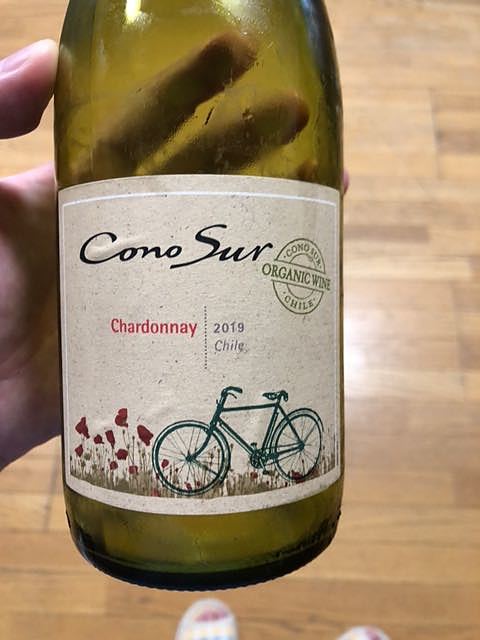 Cono Sur
· CONO SUR ·
ORGANIC WINE
CHILE
Chardonnay
2019
Chile